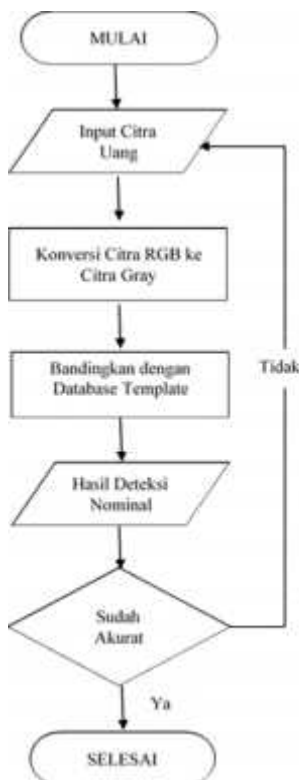 MULAI
Input Citra
Uang
Konversi Citra RGB ke
Citra Gray
Bandingkan dengan
Database Template
Tidak
Hasil Deteksi
Nominal
Sudah
Akurat
Ya
SELESAI